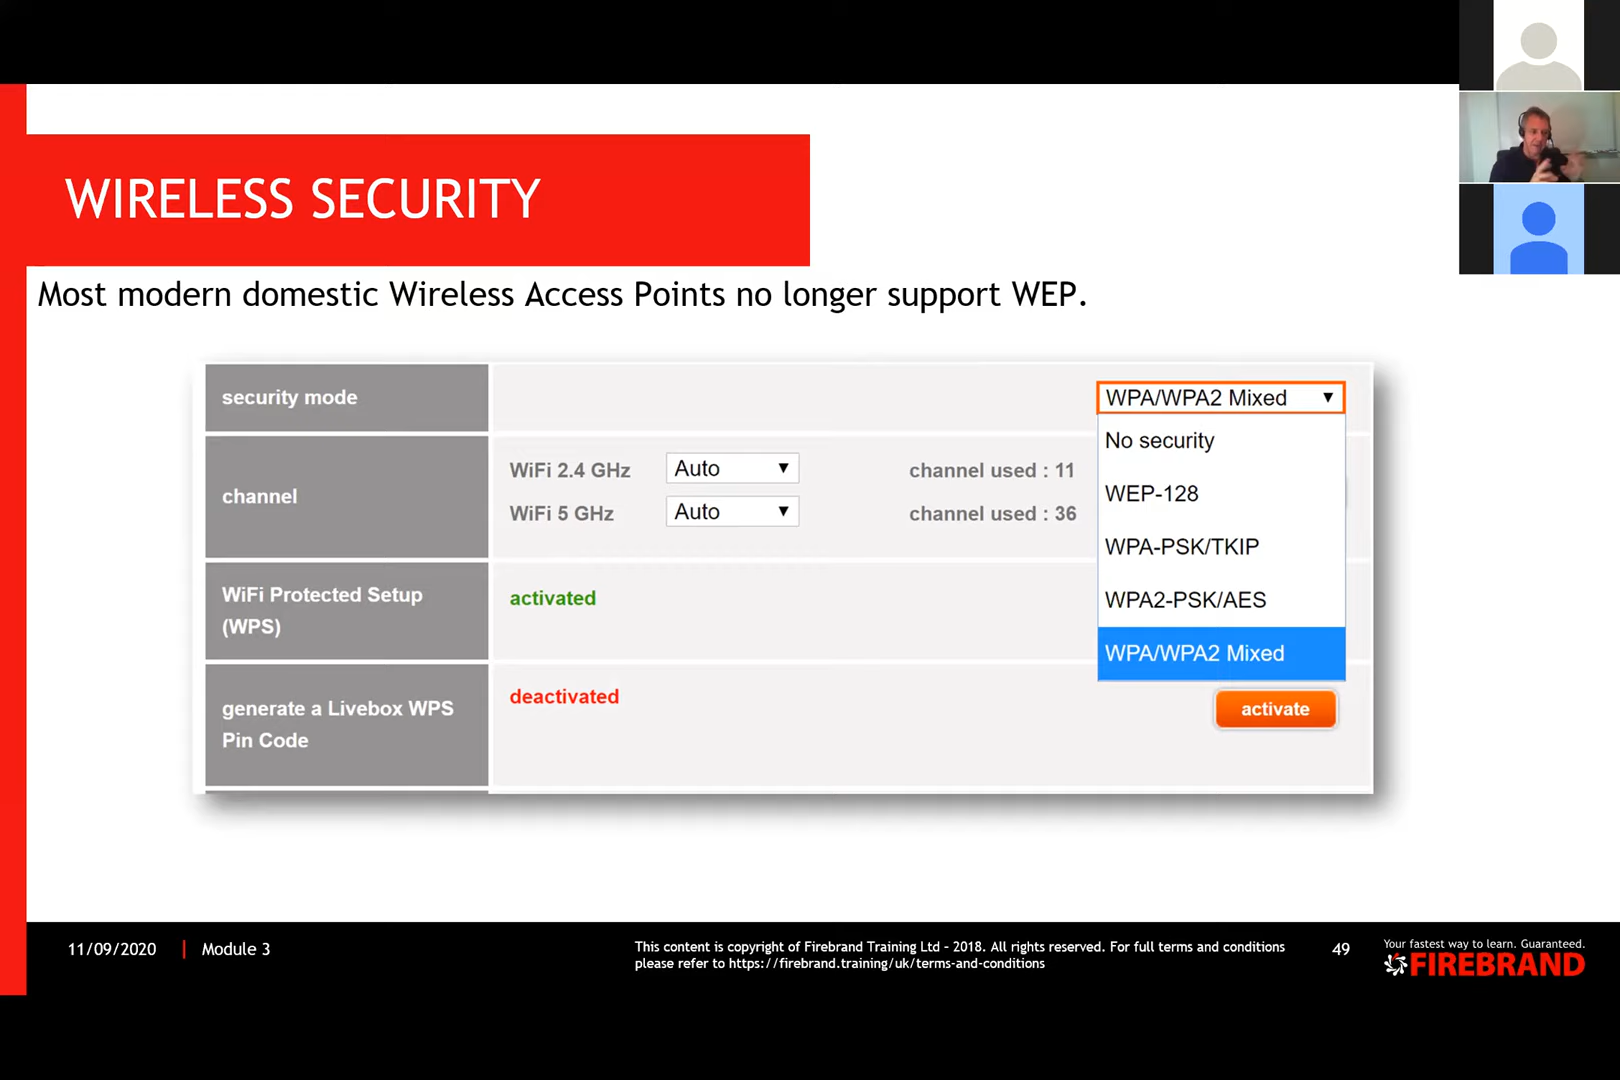 WIRELESS SECURITY
Most modern domestic Wireless Access Points no longer support WEP.
security mode
WPA/WPA2 Mixed
No security
WEP-128
WPA-PSK/TKIP
WPA2-PSK/AES
WPA/WPA2 Mixed
channel
WiFi 2.4 GHz Auto channel used : 11
WiFi 5 GHz Auto channel used : 36
WiFi Protected Setup
(WPS)
activated
generate a Livebox WPS
Pin Code
deactivated
activate
11/09/2020 | Module 3
This content is copyright of Firebrand Training Ltd – 2018. All rights reserved. For full terms and conditions
please refer to https://firebrand.training/uk/terms-and-conditions
49
Your fastest way to learn. Guaranteed.
FIREBRAND